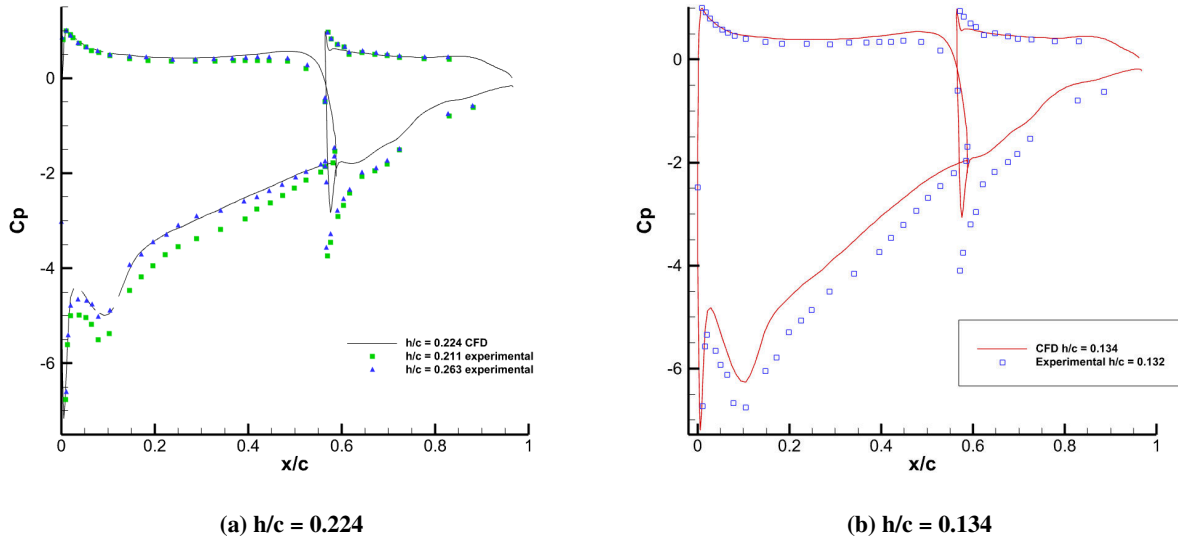 Cp
0
-2
-4
-6
0
0.2
0.4
0.6
0.8
1
x/c
h/c = 0.224 CFD
h/c = 0.211 experimental
h/c = 0.263 experimental
(a) h/c = 0.224
Cp
0
-2
-4
-6
0
0.2
0.4
0.6
0.8
1
x/c
CFD h/c = 0.134
Experimental h/c = 0.132
(b) h/c = 0.134